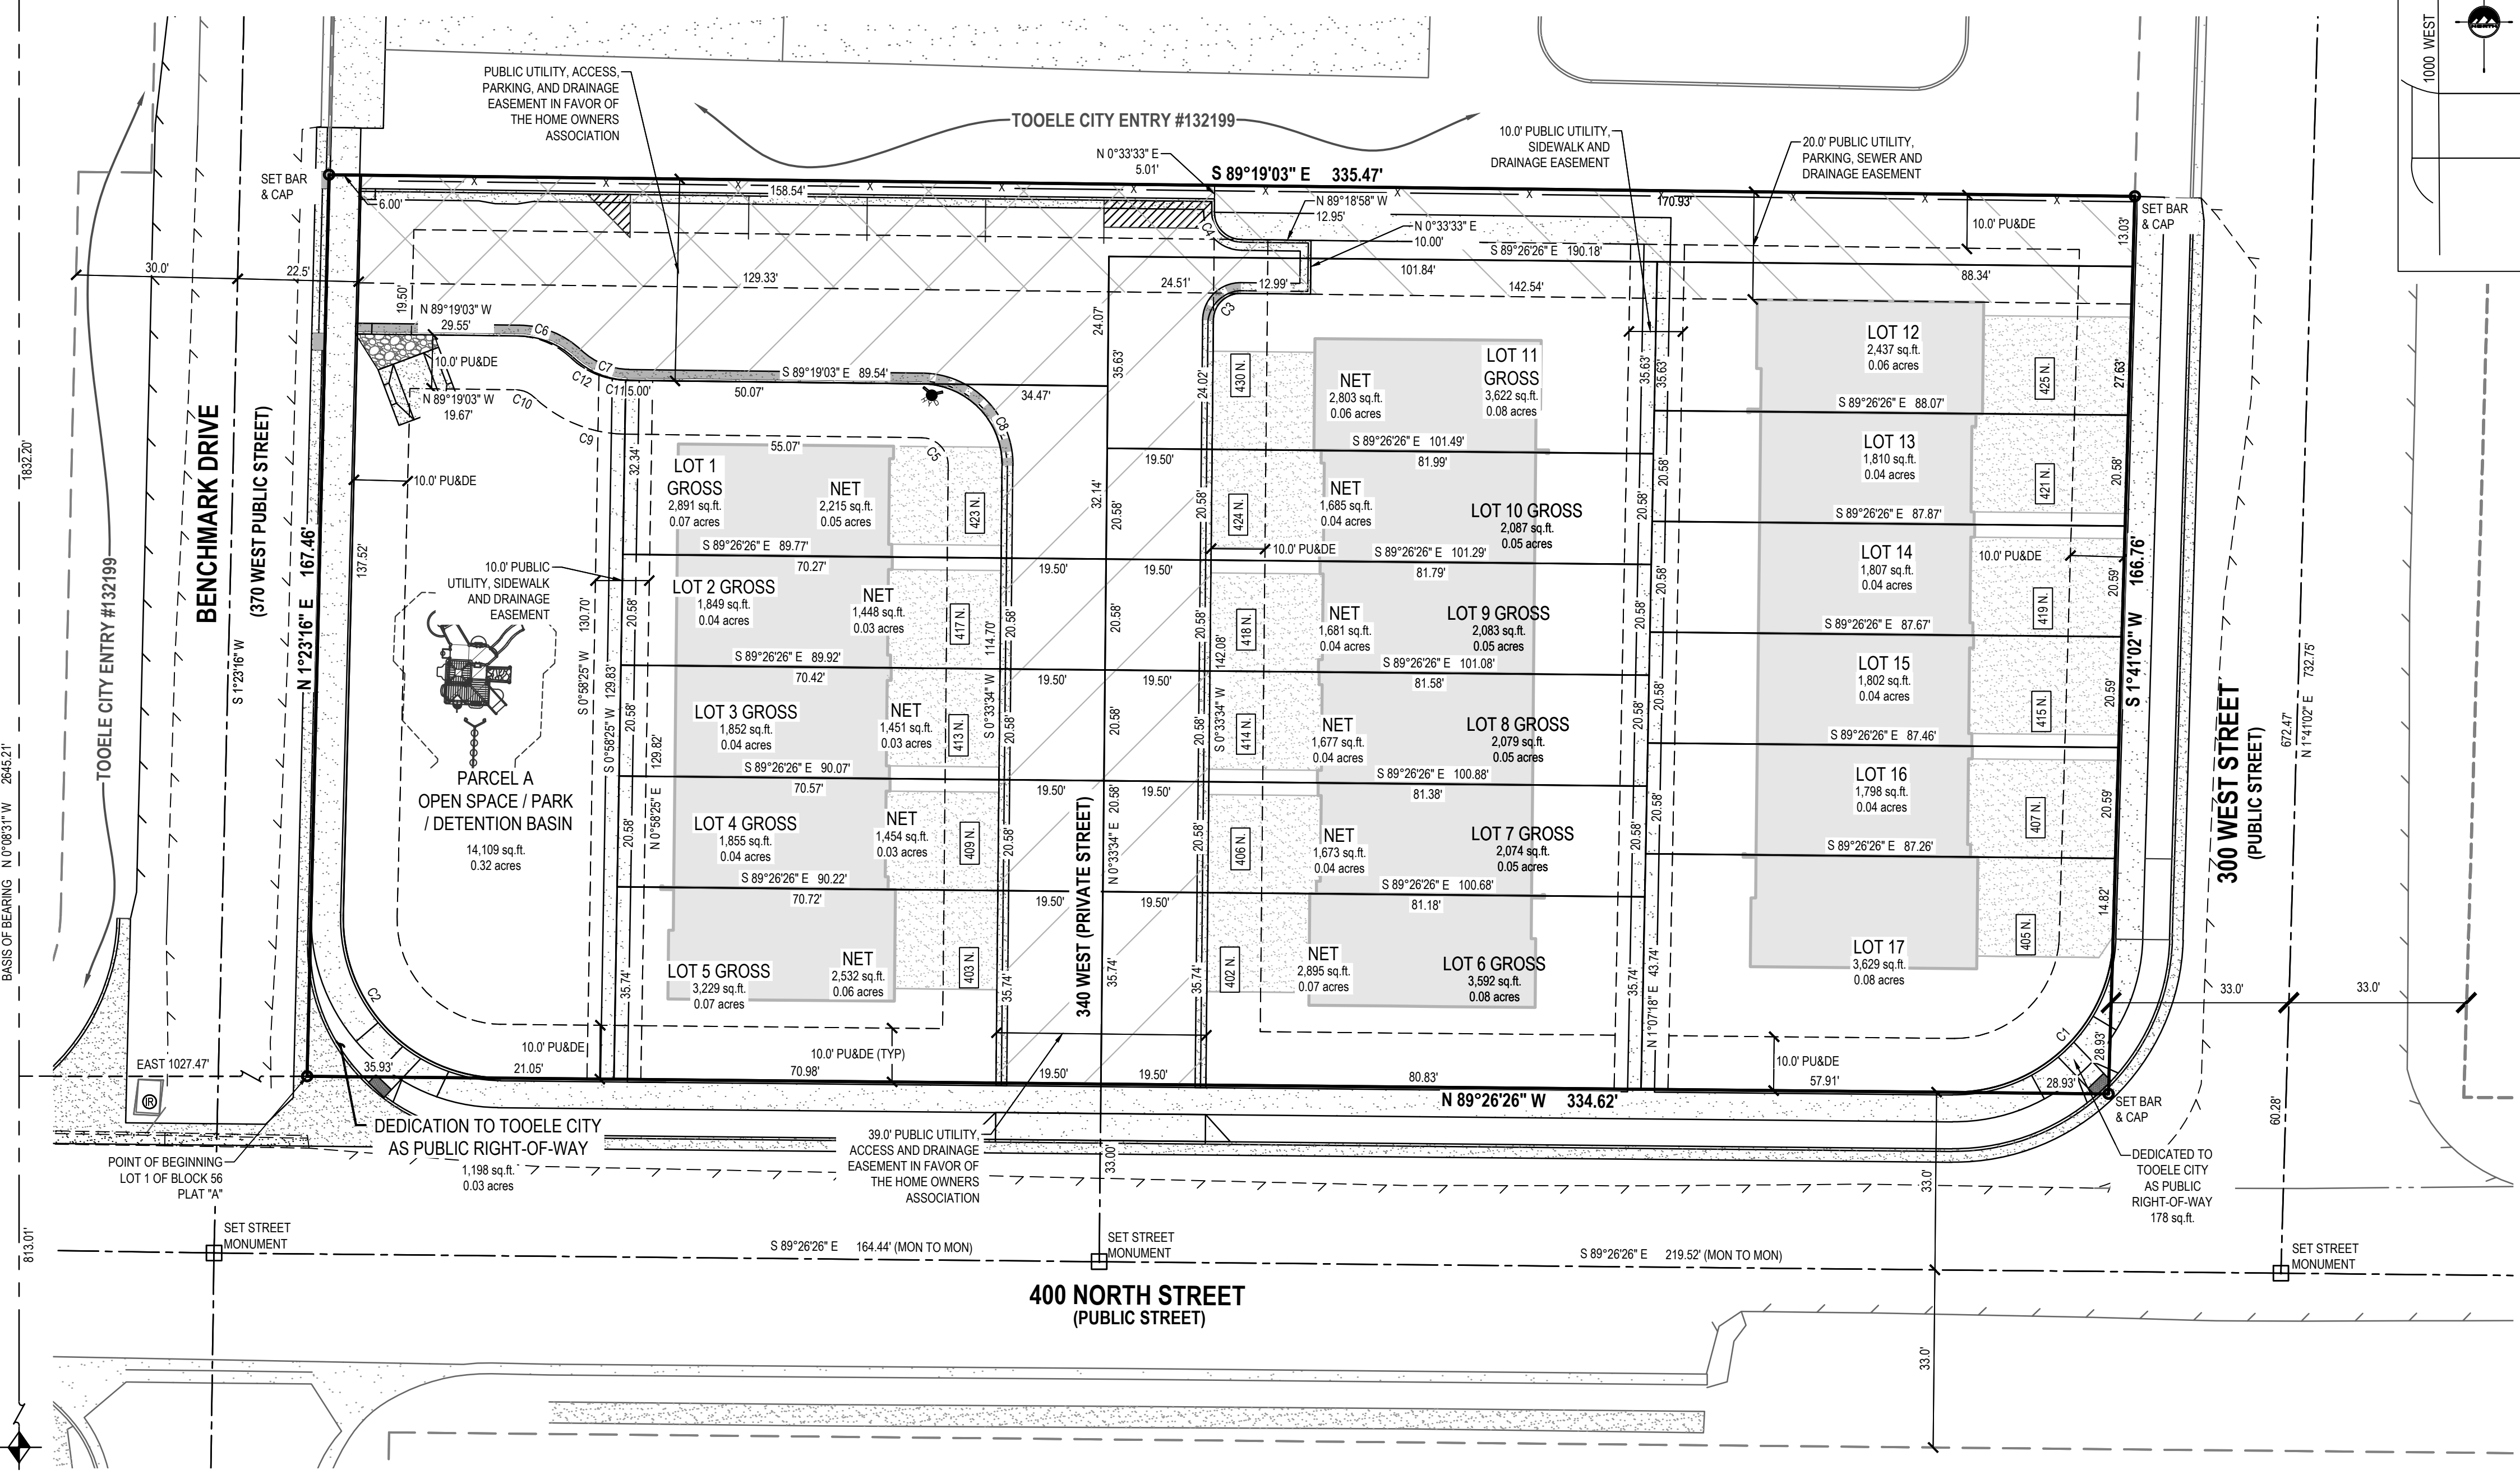 1000 WEST
NORTH
PUBLIC UTILITY, ACCESS,
PARKING, AND DRAINAGE
EASEMENT IN FAVOR OF
THE HOME OWNERS
ASSOCIATION
TOOELE CITY ENTRY #132199
10.0' PUBLIC UTILITY,
SIDEWALK AND
DRAINAGE EASEMENT
20.0' PUBLIC UTILITY,
PARKING, SEWER AND
DRAINAGE EASEMENT
SET BAR
& CAP
N 0°33'33" E
5.01'
S 89°19'03" E 335.47'
158.54'
6.00'
N 89°18'58" W
12.95'
170.93'
SET BAR
& CAP
13.03'
N 0°33'33" E
10.00'
10.0' PU&DE
S 89°26'26" E 190.18'
C4
30.0'
22.5'
129.33'
24.51'
12.99'
101.84'
88.34'
142.54'
19.50'
N 89°19'03" W
29.55'
C6
C7
C12
C11
5.00'
C3
24.07'
35.63'
10.0' PU&DE
S 89°19'03" E 89.54'
50.07'
34.47'
N 89°19'03" W
19.67'
C10
C9
C8
C5
24.02'
430 N.
NET
2,803 sq.ft.
0.06 acres
LOT 11
GROSS
3,622 sq.ft.
0.08 acres
35.63'
35.63'
LOT 12
2,437 sq.ft.
0.06 acres
425 N.
27.63'
S 89°26'26" E 88.07'
S 89°26'26" E 101.49'
81.99'
19.50'
1832.20'
BENCHMARK DRIVE
(370 WEST PUBLIC STREET)
TOOELE CITY ENTRY #132199
N 1°23'16" E 167.46'
S 1°23'16" W
137.52'
10.0' PU&DE
32.34'
55.07'
LOT 1
GROSS
2,891 sq.ft.
0.07 acres
NET
2,215 sq.ft.
0.05 acres
423 N.
32.14'
20.58'
20.58'
424 N.
NET
1,685 sq.ft.
0.04 acres
LOT 10 GROSS
2,087 sq.ft.
0.05 acres
20.58'
20.58'
LOT 13
1,810 sq.ft.
0.04 acres
421 N.
20.58'
S 89°26'26" E 87.87'
S 89°26'26" E 89.77'
70.27'
19.50'
19.50'
10.0' PU&DE
S 89°26'26" E 101.29'
81.79'
10.0' PUBLIC
UTILITY, SIDEWALK
AND DRAINAGE
EASEMENT
S 0°58'25" W 130.70'
20.58'
LOT 2 GROSS
1,849 sq.ft.
0.04 acres
NET
1,448 sq.ft.
0.03 acres
417 N.
114.70'
20.58'
20.58'
20.58'
142.08'
418 N.
NET
1,681 sq.ft.
0.04 acres
LOT 9 GROSS
2,083 sq.ft.
0.05 acres
20.58'
20.58'
LOT 14
1,807 sq.ft.
0.04 acres
10.0' PU&DE
419 N.
20.59'
S 1°41'02" W 166.76'
S 89°26'26" E 87.67'
S 89°26'26" E 89.92'
70.42'
19.50'
19.50'
S 89°26'26" E 101.08'
81.58'
S 0°58'25" W 129.83'
20.58'
N 0°58'25" E 129.82'
LOT 3 GROSS
1,852 sq.ft.
0.04 acres
NET
1,451 sq.ft.
0.03 acres
413 N.
S 0°33'34" W
20.58'
20.58'
20.58'
S 0°33'34" W
414 N.
NET
1,677 sq.ft.
0.04 acres
LOT 8 GROSS
2,079 sq.ft.
0.05 acres
20.58'
20.58'
LOT 15
1,802 sq.ft.
0.04 acres
415 N.
20.59'
S 89°26'26" E 87.46'
S 89°26'26" E 90.07'
70.57'
19.50'
19.50'
S 89°26'26" E 100.88'
81.38'
PARCEL A
OPEN SPACE / PARK
/ DETENTION BASIN
14,109 sq.ft.
0.32 acres
20.58'
LOT 4 GROSS
1,855 sq.ft.
0.04 acres
NET
1,454 sq.ft.
0.03 acres
409 N.
20.58'
340 WEST (PRIVATE STREET)
N 0°33'34" E 20.58'
20.58'
406 N.
NET
1,673 sq.ft.
0.04 acres
LOT 7 GROSS
2,074 sq.ft.
0.05 acres
20.58'
20.58'
LOT 16
1,798 sq.ft.
0.04 acres
407 N.
20.59'
S 89°26'26" E 87.26'
300 WEST STREET
(PUBLIC STREET)
672.47'
N 1°41'02" E 732.75'
S 89°26'26" E 90.22'
70.72'
19.50'
19.50'
S 89°26'26" E 100.68'
81.18'
BASIS OF BEARING N 0°08'31" W 2645.21'
C2
35.74'
LOT 5 GROSS
3,229 sq.ft.
0.07 acres
NET
2,532 sq.ft.
0.06 acres
403 N.
35.74'
35.74'
35.74'
402 N.
NET
2,895 sq.ft.
0.07 acres
LOT 6 GROSS
3,592 sq.ft.
0.08 acres
35.74'
N 1°07'18" E 43.74'
LOT 17
3,629 sq.ft.
0.08 acres
405 N.
14.82'
33.0'
33.0'
C1
28.93'
28.93'
EAST 1027.47'
35.93'
21.05'
10.0' PU&DE
70.98'
10.0' PU&DE (TYP)
19.50'
19.50'
80.83'
10.0' PU&DE
57.91'
N 89°26'26" W 334.62'
SET BAR
& CAP
60.28'
DEDICATION TO TOOELE CITY
AS PUBLIC RIGHT-OF-WAY
1,198 sq.ft.
0.03 acres
POINT OF BEGINNING
LOT 1 OF BLOCK 56
PLAT "A"
39.0' PUBLIC UTILITY,
ACCESS AND DRAINAGE
EASEMENT IN FAVOR OF
THE HOME OWNERS
ASSOCIATION
33.00'
33.0'
DEDICATED TO
TOOELE CITY
AS PUBLIC
RIGHT-OF-WAY
178 sq.ft.
813.01'
SET STREET
MONUMENT
S 89°26'26" E 164.44' (MON TO MON)
SET STREET
MONUMENT
S 89°26'26" E 219.52' (MON TO MON)
SET STREET
MONUMENT
400 NORTH STREET
(PUBLIC STREET)
33.0'